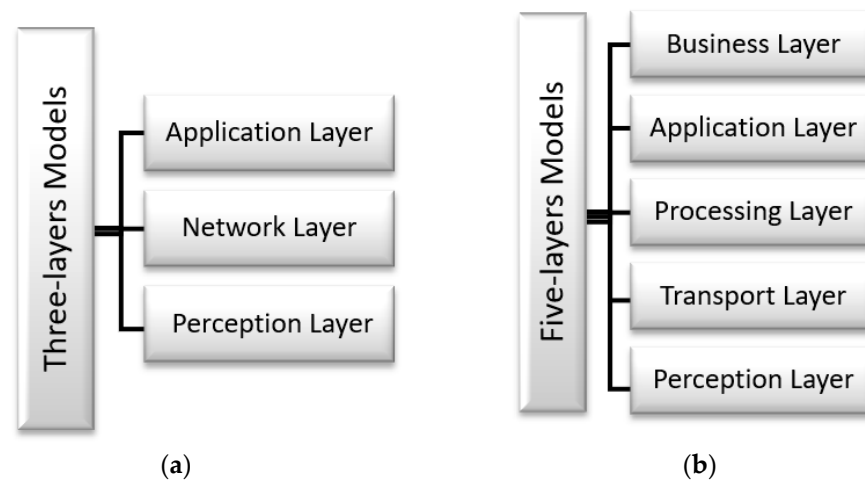 Three-layers Models
Application Layer
Network Layer
Perception Layer
(a)
Five-layers Models
Business Layer
Application Layer
Processing Layer
Transport Layer
Perception Layer
(b)